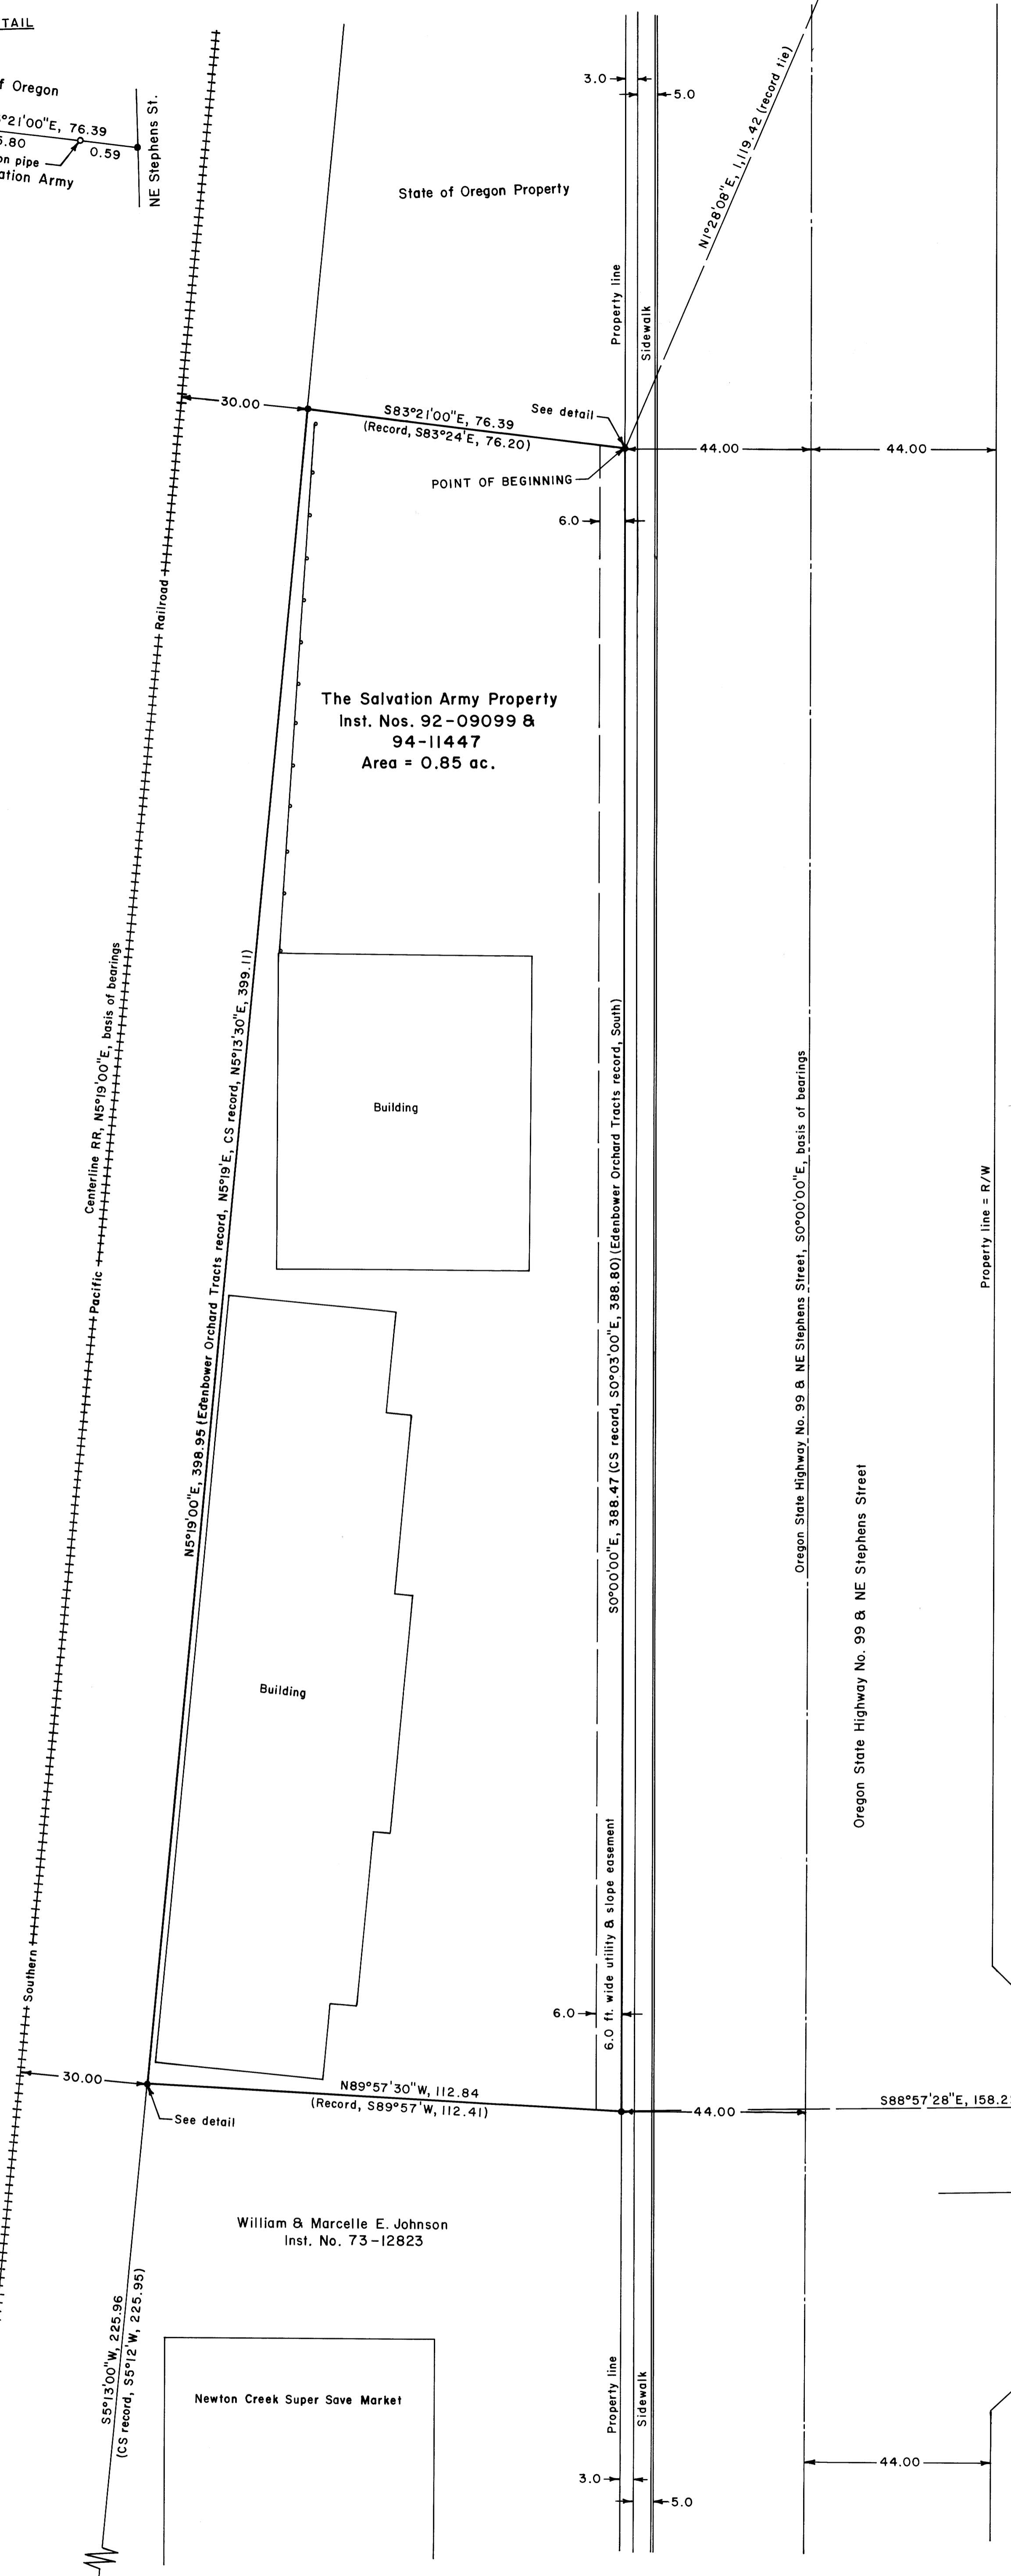 TAIL
f Oregon
°21'00"E, 76.39
5.80
0.59
on pipe
ation Army
NE Stephens St.
3.0
5.0
N1°28'08"E, 1,119.42 (record tie)
State of Oregon Property
Property line
Sidewalk
30.00
S83°21'00"E, 76.39
(Record, S83°24'E, 76.20)
See detail
POINT OF BEGINNING
44.00
44.00
6.0
Railroad
The Salvation Army Property
Inst. Nos. 92-09099 &
94-11447
Area = 0.85 ac.
Centerline RR, N5°19'00"E, basis of bearings
Pacific
N5°19'00"E, 398.95 (Edenbower Orchard Tracts record, N5°19'E, CS record, N5°13'30"E, 399.11)
Building
S0°00'00"E, 388.47 (CS record, S0°03'00"E, 388.80) (Edenbower Orchard Tracts record, South)
Oregon State Highway No. 99 & NE Stephens Street, S0°00'00"E, basis of bearings
Property line = R/W
Oregon State Highway No. 99 & NE Stephens Street
Building
6.0 ft. wide utility & slope easement
Southern
6.0
30.00
N89°57'30"W, 112.84
(Record, S89°57'W, 112.41)
See detail
44.00
S88°57'28"E, 158.2
William & Marcelle E. Johnson
Inst. No. 73-12823
S5°13'00"W, 225.96
(CS record, S5°12'W, 225.95)
Newton Creek Super Save Market
Property line
Sidewalk
44.00
3.0
5.0